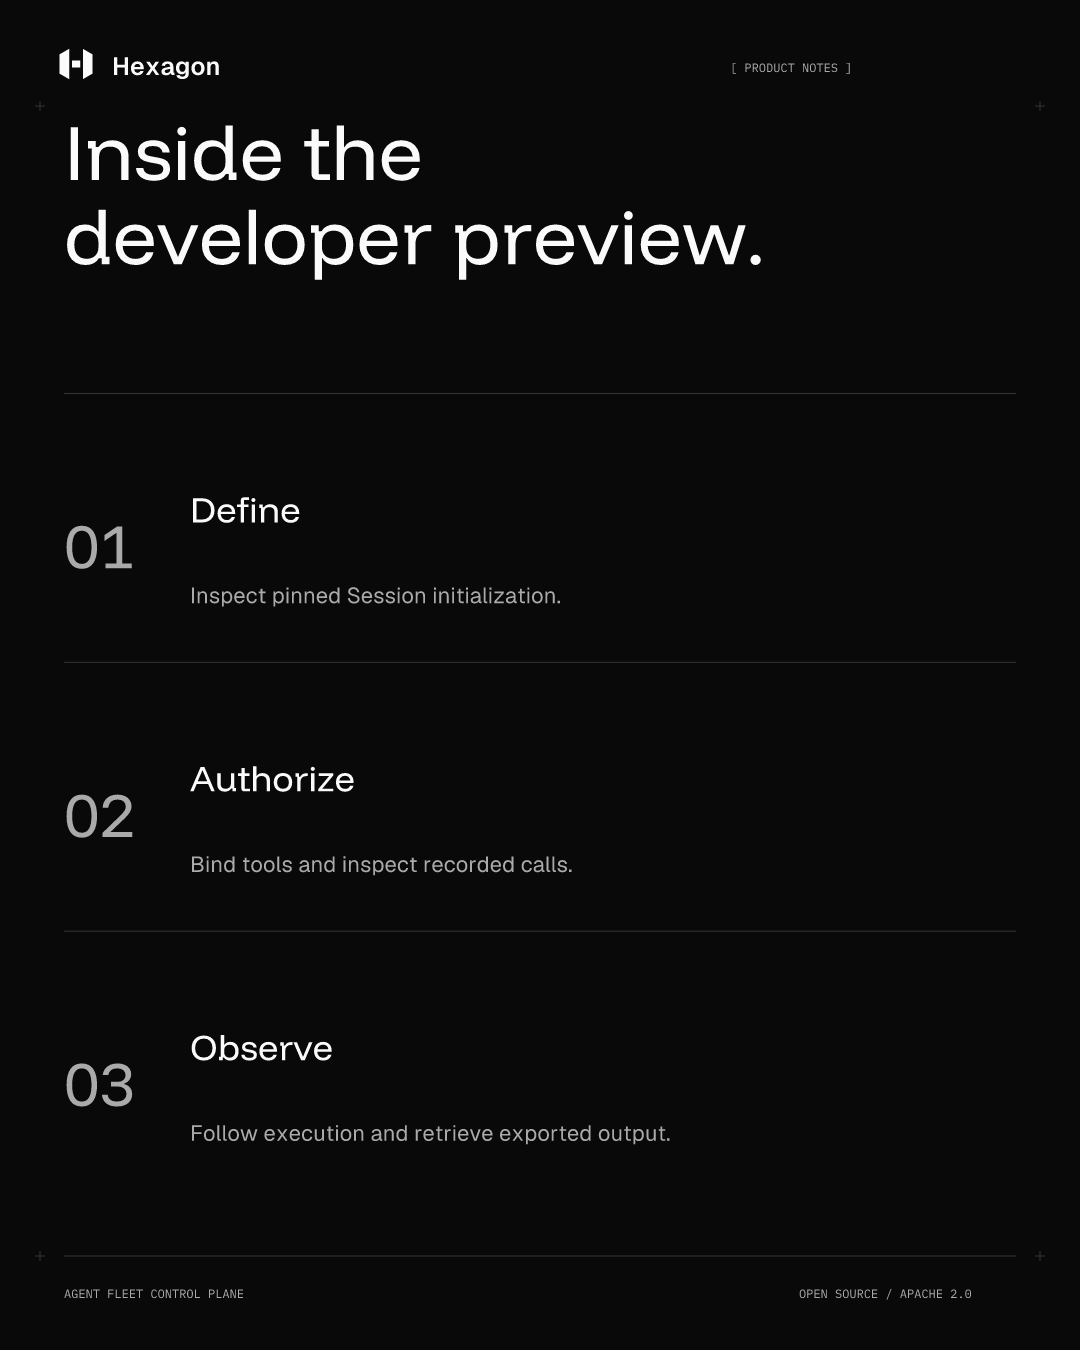 Hexagon
[ PRODUCT NOTES ]
Inside the
developer preview.
01
Define
Inspect pinned Session initialization.
02
Authorize
Bind tools and inspect recorded calls.
03
Observe
Follow execution and retrieve exported output.
AGENT FLEET CONTROL PLANE
OPEN SOURCE / APACHE 2.0